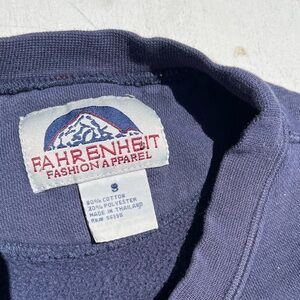 FAHRENHEIT
FASHION APPAREL
S
80% COTTON
20% POLYESTER
MADE IN THAILAND